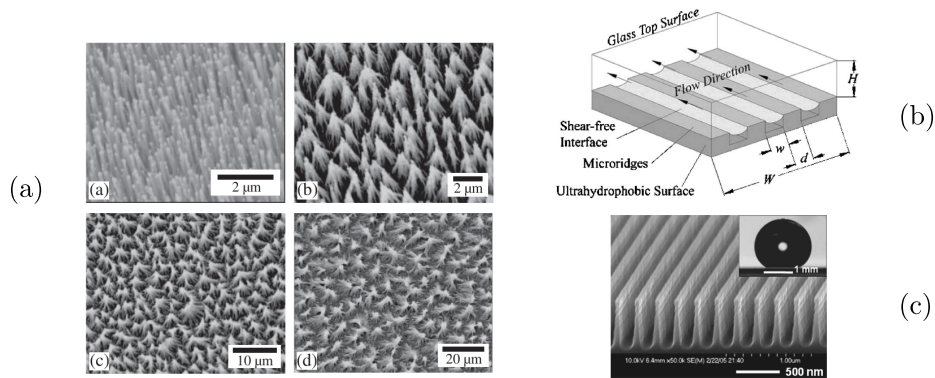 (a)
(a)
2 μm
(b)
2 μm
(c)
10 μm
(d)
20 μm
Glass Top Surface
Flow Direction
H
Shear-free
Interface
w
d
Microridges
W
Ultrahydrophobic Surface
(b)
1 mm
10.0kV 6.4mm x50.0k SE(M) 2/22/05 21:40
1.00um
500 nm
(c)